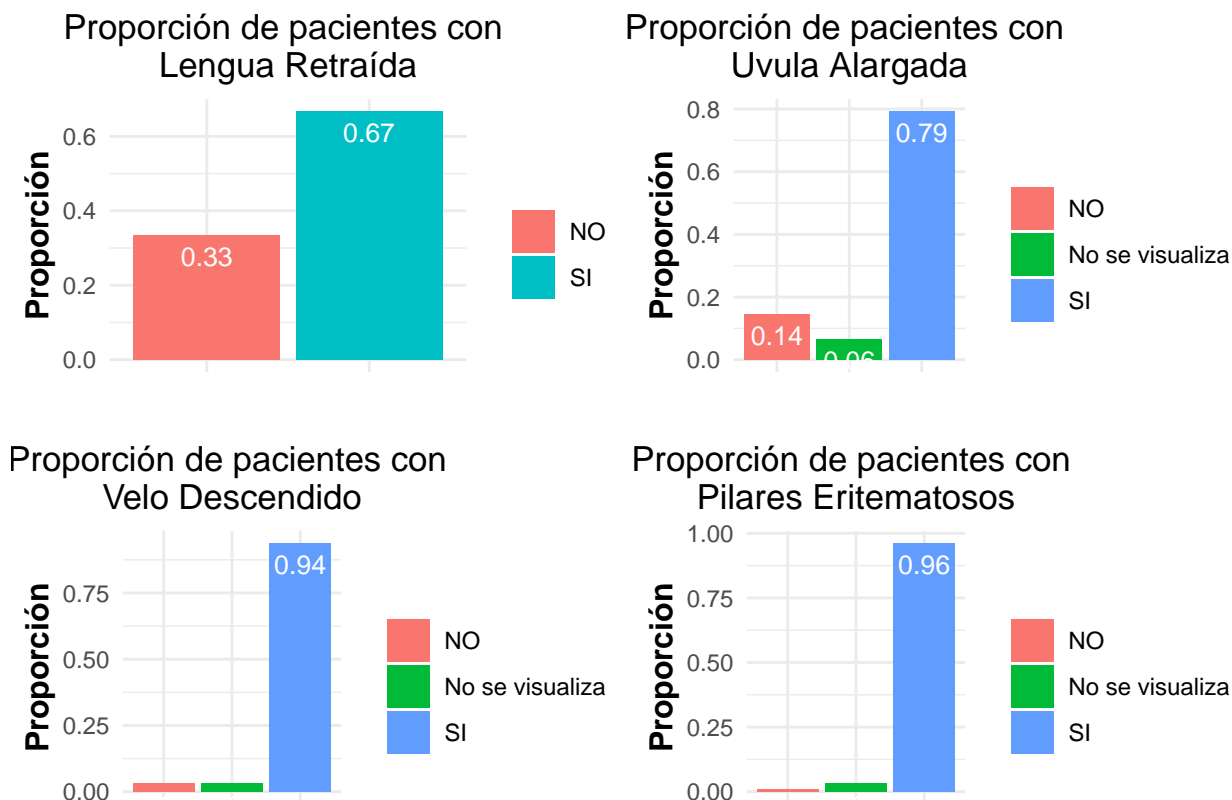 Proporción de pacientes con
Lengua Retraída
Proporción
0.6
0.4
0.2
0.0
0.33
0.67
NO
SI
Proporción de pacientes con
Uvula Alargada
Proporción
0.8
0.6
0.4
0.2
0.0
0.14
0.06
0.79
NO
No se visualiza
SI
Proporción de pacientes con
Velo Descendido
Proporción
0.75
0.50
0.25
0.00
0.94
NO
No se visualiza
SI
Proporción de pacientes con
Pilares Eritematosos
Proporción
1.00
0.75
0.50
0.25
0.00
0.96
NO
No se visualiza
SI